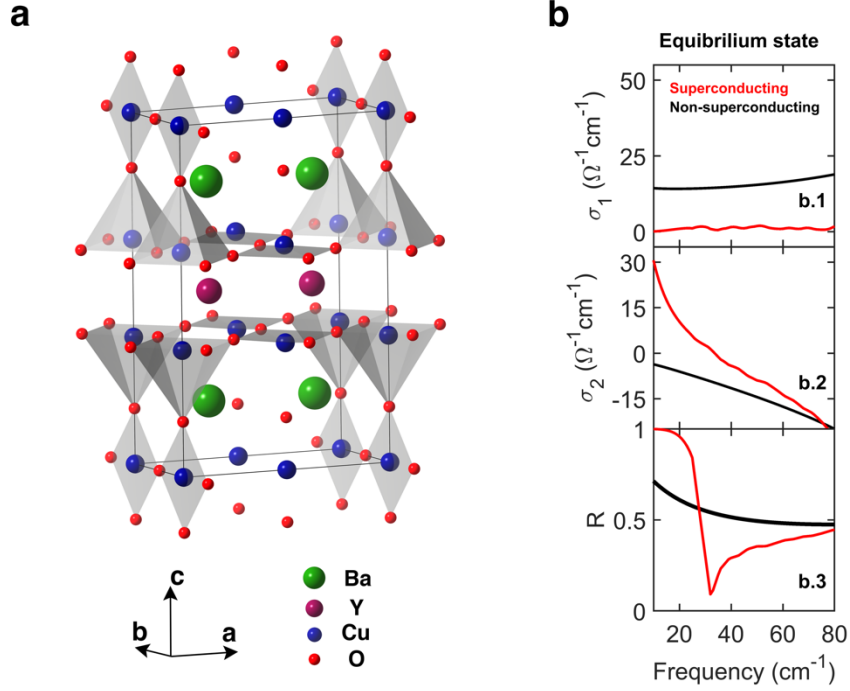 a
c
b
a
Ba
Y
Cu
O
b
Equibrilium state
Superconducting
Non-superconducting
σ₁ (Ω⁻¹cm⁻¹)
50
25
0
b.1
σ₂ (Ω⁻¹cm⁻¹)
30
15
0
-15
b.2
R
1
0.5
0
b.3
20 40 60 80
Frequency (cm⁻¹)